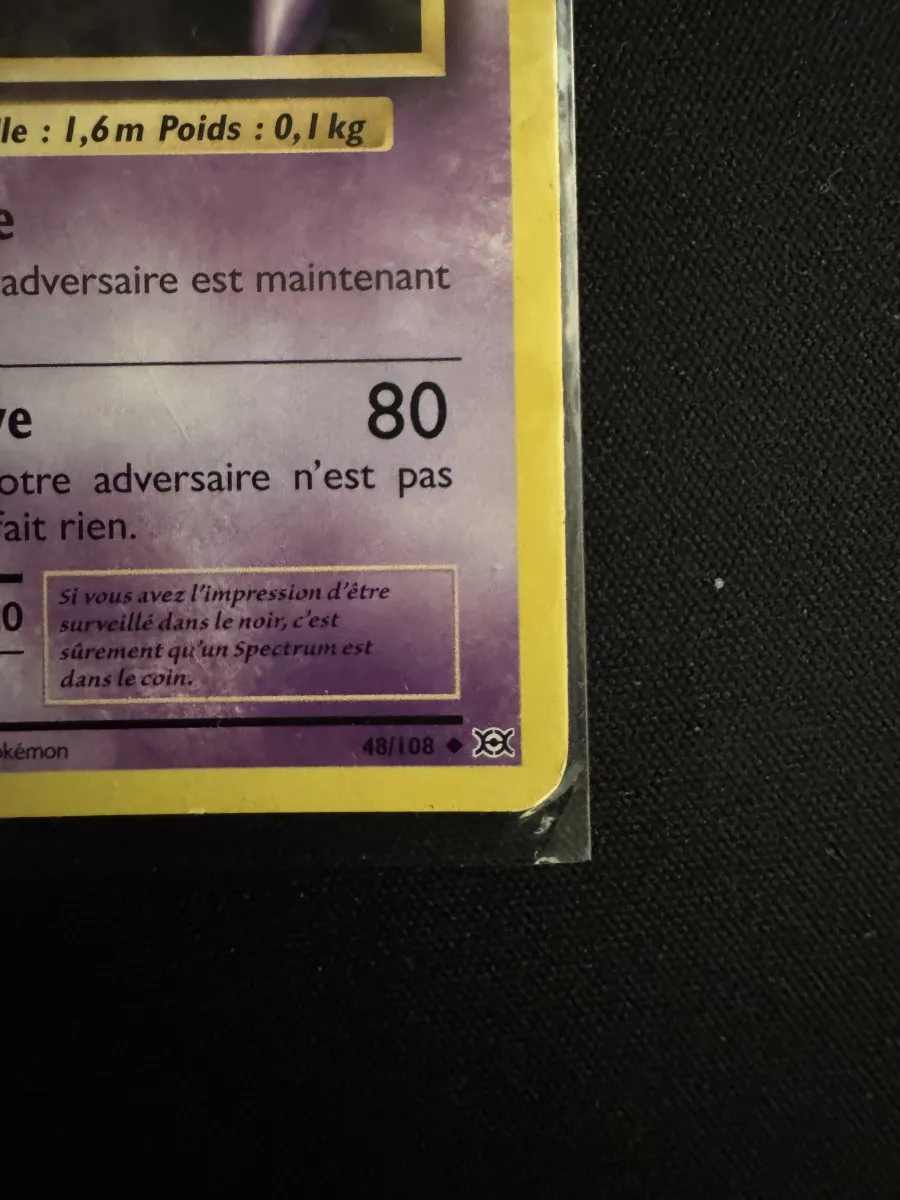 lle : 1,6 m Poids : 0,1 kg
e
adversaire est maintenant
ve 80
otre adversaire n'est pas
fait rien.
0
Si vous avez l'impression d'être
surveillé dans le noir, c'est
sûrement qu'un Spectrum est
dans le coin.
okémon 48/108